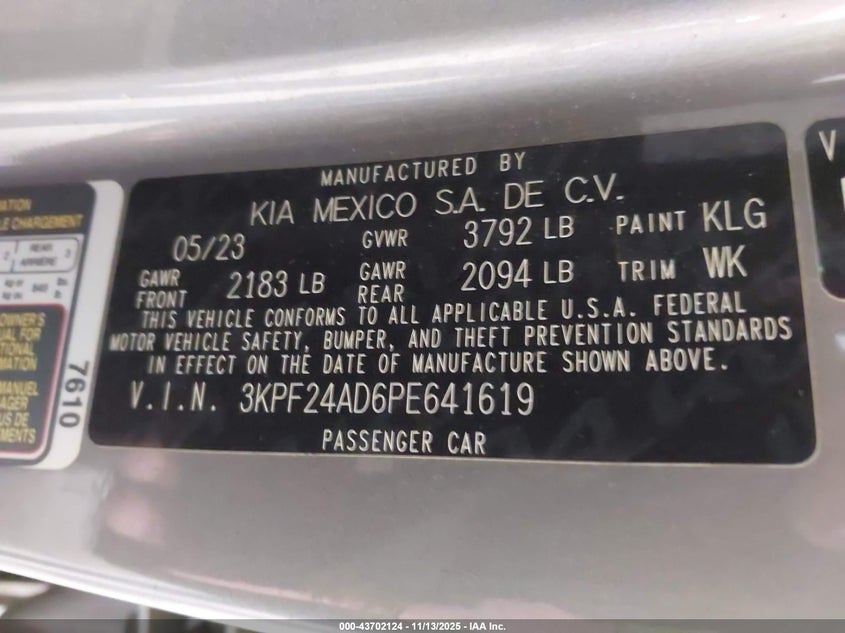 MANUFACTURED BY
KIA MEXICO S.A. DE C.V.
05/23 GVWR 3792 LB PAINT KLG
GAWR FRONT 2183 LB GAWR REAR 2094 LB TRIM WK
THIS VEHICLE CONFORMS TO ALL APPLICABLE U.S.A. FEDERAL
MOTOR VEHICLE SAFETY, BUMPER, AND THEFT PREVENTION STANDARDS
IN EFFECT ON THE DATE OF MANUFACTURE SHOWN ABOVE.
V.I.N. 3KPF24AD6PE641619
PASSENGER CAR
CHARGEMENT
REAR
ARRIÈRE
7610
V
000-43702124 - 11/13/2025 - IAA Inc.